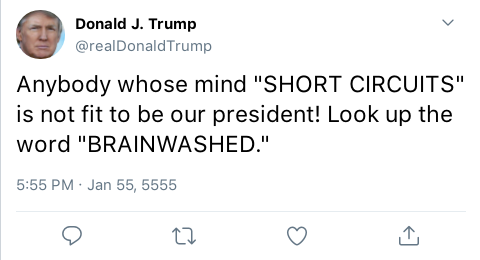 Donald J. Trump
@realDonaldTrump
Anybody whose mind "SHORT CIRCUITS"
is not fit to be our president! Look up the
word "BRAINWASHED."
5:55 PM · Jan 55, 5555